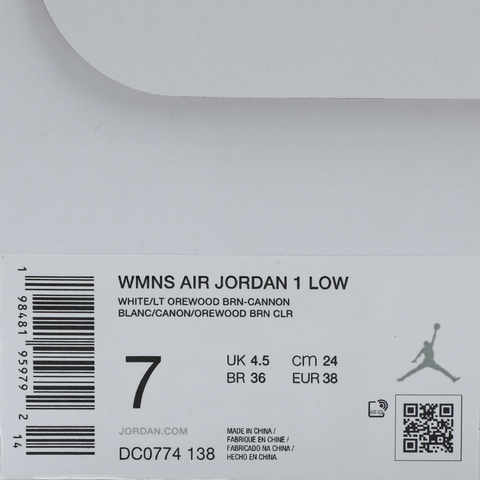 WMNS AIR JORDAN 1 LOW
WHITE/LT OREWOOD BRN-CANNON
BLANC/CANON/OREWOOD BRN CLR
7
UK 4.5 cm 24
BR 36 EUR 38
JORDAN.COM
DC0774 138
MADE IN CHINA /
FABRIQUE EN CHINE /
FABRICADO NA CHINA /
HECHO EN CHINA
RFID
1 98481 95979 2 14